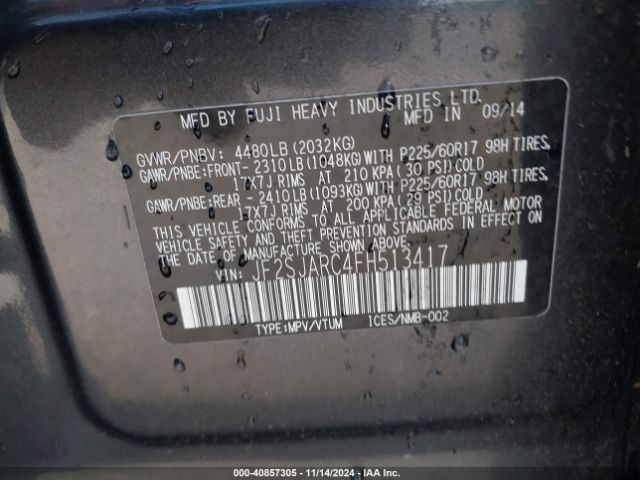 MFD BY FUJI HEAVY INDUSTRIES LTD.
MFD IN 09/14
GVWR/PNBV: 4480LB(2032KG)
GAWR/PNBE:FRONT- 2310LB(1048KG)WITH P225/60R17 98H TIRES,
17X7J RIMS AT 210 KPA(30 PSI)COLD
GAWR/PNBE:REAR - 2410LB(1093KG)WITH P225/60R17 98H TIRES,
17X7J RIMS AT 200 KPA(29 PSI)COLD
THIS VEHICLE CONFORMS TO ALL APPLICABLE FEDERAL MOTOR
VEHICLE SAFETY AND THEFT PREVENTION STANDARDS IN EFFECT ON
THE DATE OF MANUFACTURE SHOWN ABOVE.
VIN: JF2SJARC4FH513417
TYPE:MPV/VTUM ICES/NMB-002
000-40857305 - 11/14/2024 - IAA Inc.